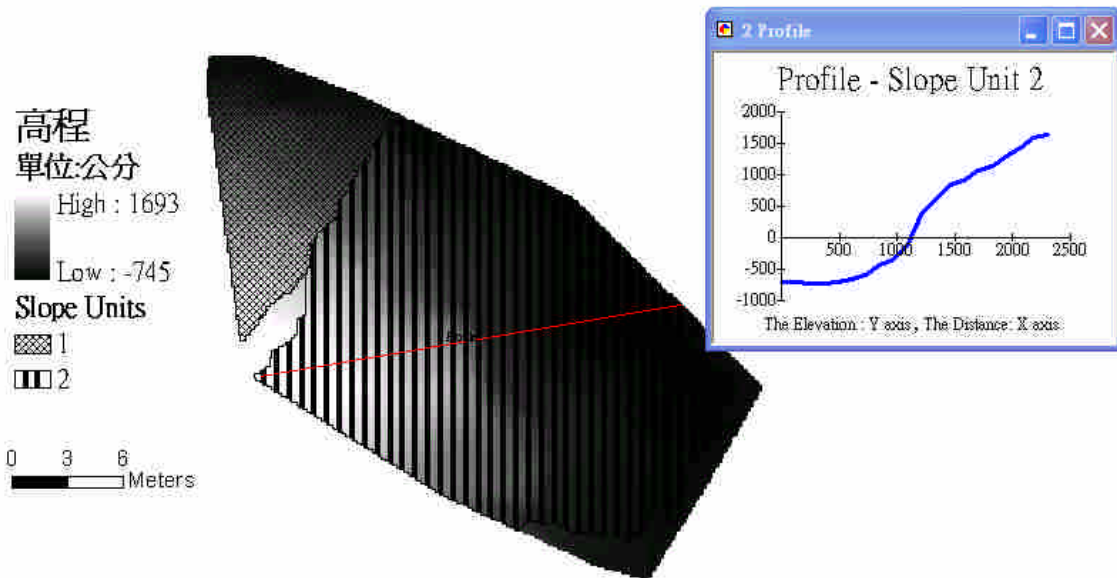 高程
單位:公分
High : 1693
Low : -745
Slope Units
1
2
0 3 6
Meters
2 Profile
Profile - Slope Unit 2
2000
1500
1000
500
0
-500
-1000
500 1000 1500 2000 2500
The Elevation : Y axis , The Distance: X axis